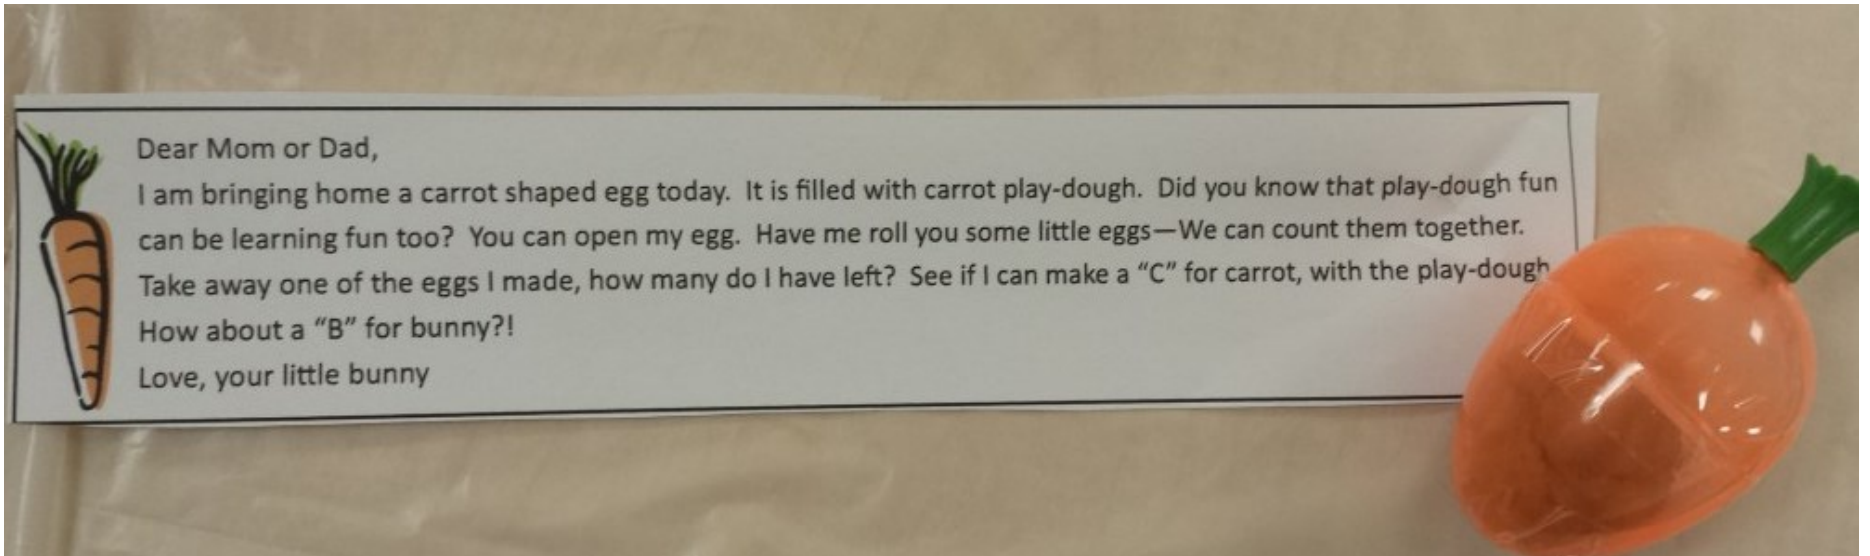 Dear Mom or Dad,
I am bringing home a carrot shaped egg today. It is filled with carrot play-dough. Did you know that play-dough fun
can be learning fun too? You can open my egg. Have me roll you some little eggs—We can count them together.
Take away one of the eggs I made, how many do I have left? See if I can make a “C” for carrot, with the play-dough
How about a “B” for bunny?!
Love, your little bunny